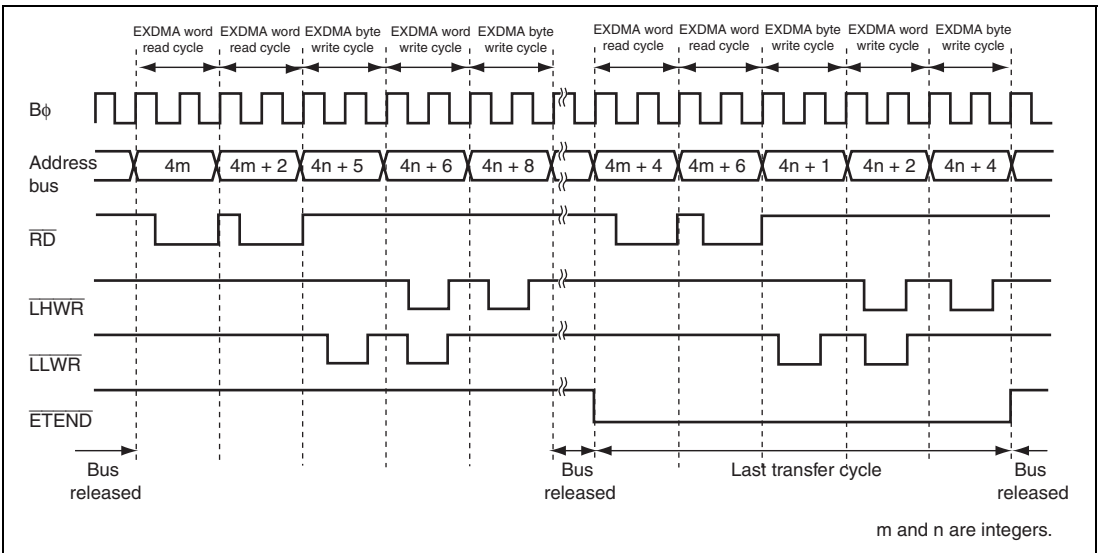 EXDMA word read cycle EXDMA word read cycle EXDMA byte write cycle EXDMA word write cycle EXDMA byte write cycle EXDMA word read cycle EXDMA word read cycle EXDMA byte write cycle EXDMA word write cycle EXDMA byte write cycle
Bϕ
Address bus 4m 4m + 2 4n + 5 4n + 6 4n + 8 4m + 4 4m + 6 4n + 1 4n + 2 4n + 4
RD
LHWR
LLWR
ETEND
Bus released Bus released Last transfer cycle Bus released
m and n are integers.